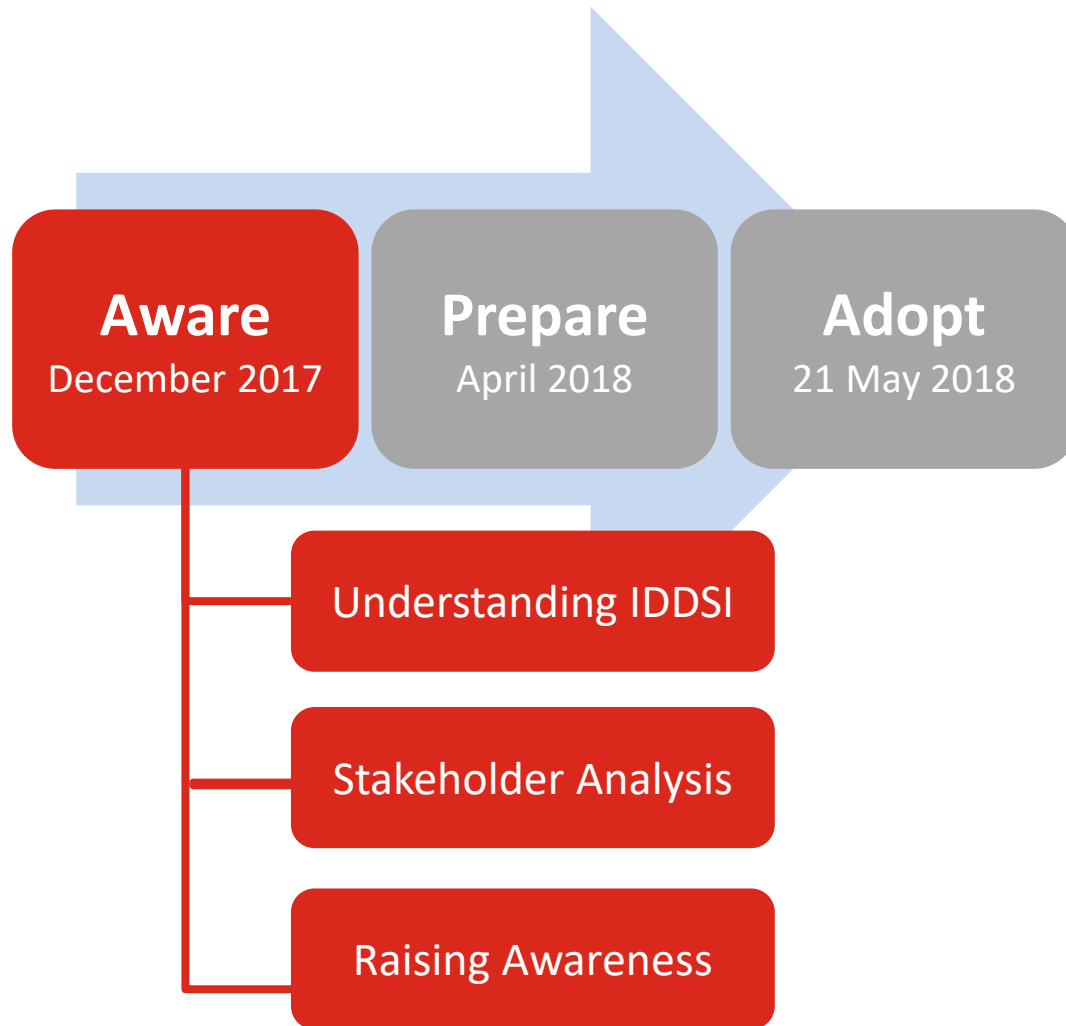 Aware
December 2017
Prepare
April 2018
Adopt
21 May 2018
Understanding IDDSI
Stakeholder Analysis
Raising Awareness